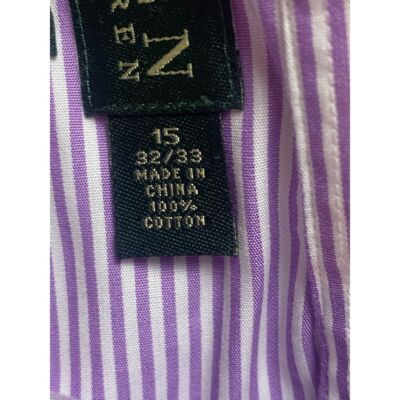 N
REN
15
32/33
MADE IN
CHINA
100%
COTTON